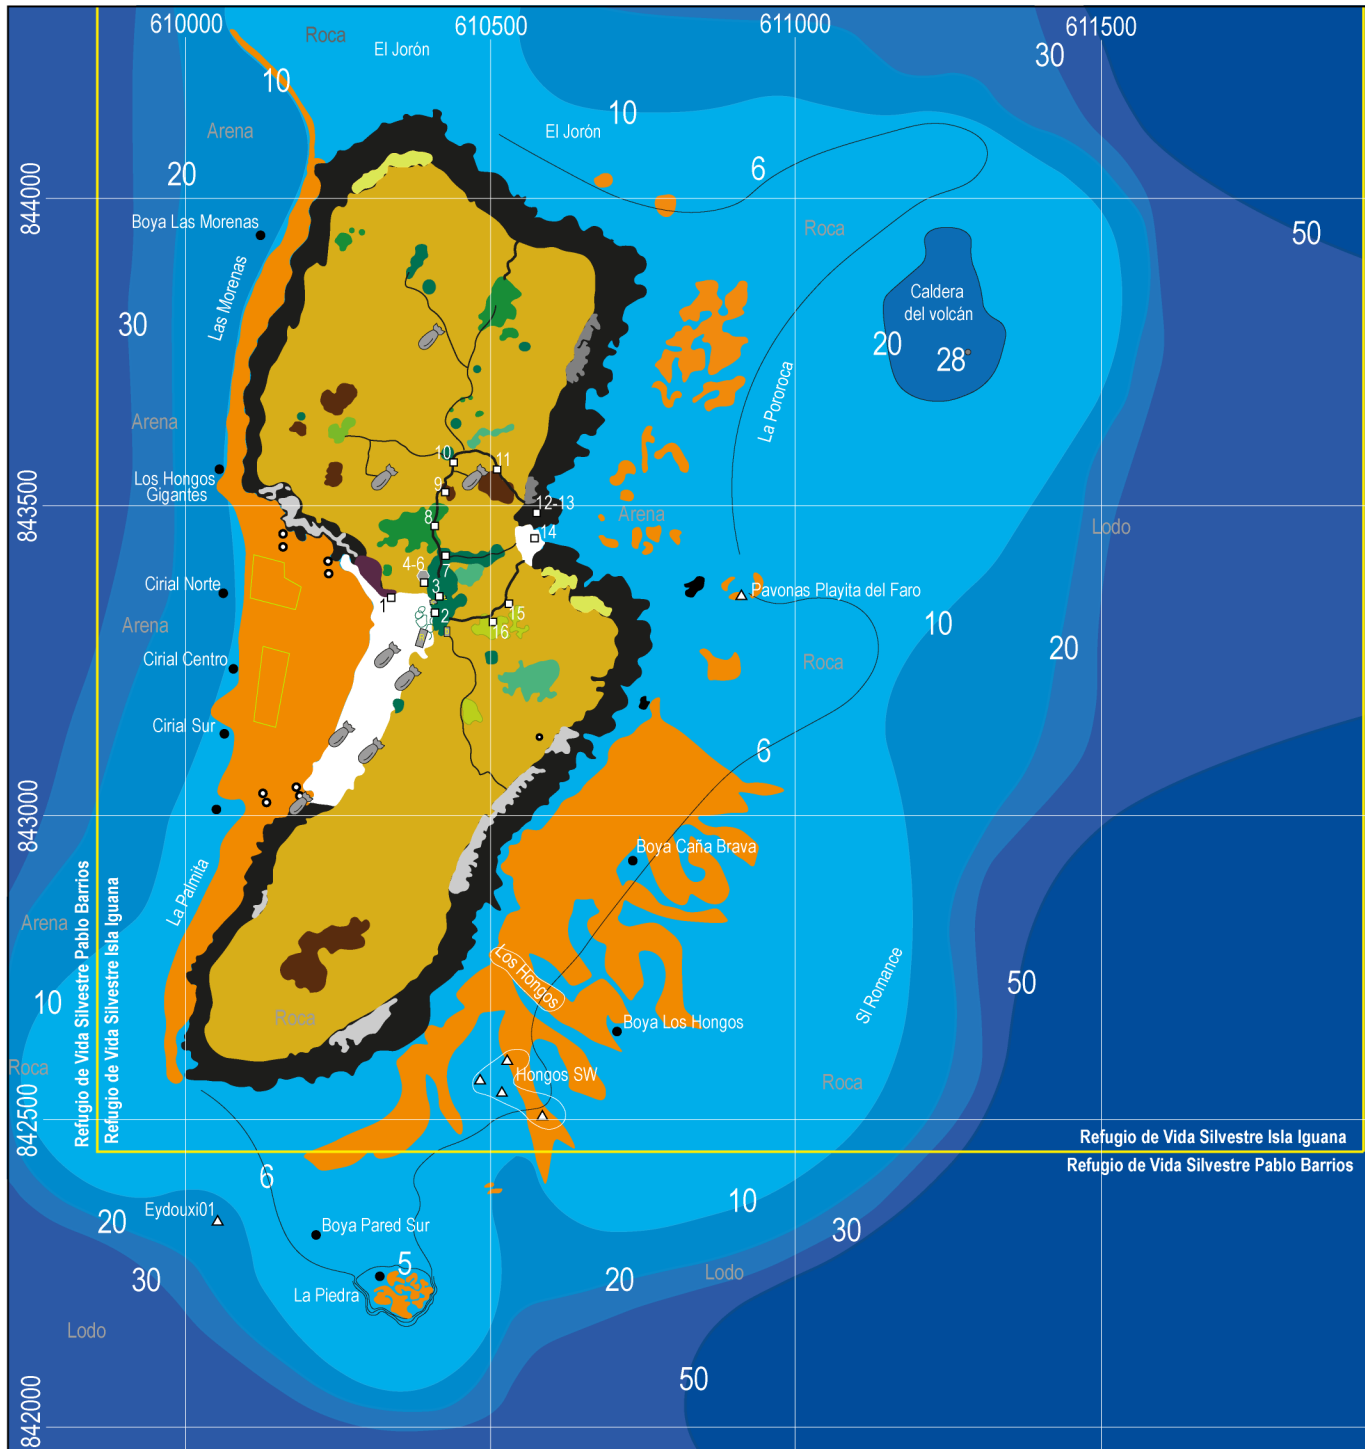 610000
610500
611000
611500
Roca
El Jorón
30
10
10
El Jorón
Arena
20
6
844000
Boya Las Morenas
Roca
50
Las Morenas
Caldera
del volcán
30
20
28
La Pororoca
Arena
10
11
Los Hongos
Gigantes
9
843500
12-13
8
Arena
Lodo
14
4-6
7
Cirial Norte
3
Pavonas Playita del Faro
1
2
15
16
10
Arena
20
Cirial Centro
Roca
Cirial Sur
6
843000
Boya Caña Brava
La Palmita
Refugio de Vida Silvestre Pablo Barrios
Refugio de Vida Silvestre Isla Iguana
Arena
Los Hongos
SI Romance
50
10
Roca
Boya Los Hongos
Roca
Hongos SW
Roca
842500
Refugio de Vida Silvestre Isla Iguana
Refugio de Vida Silvestre Pablo Barrios
6
10
Eydouxi01
20
Boya Pared Sur
30
5
30
20
Lodo
La Piedra
Lodo
50
842000